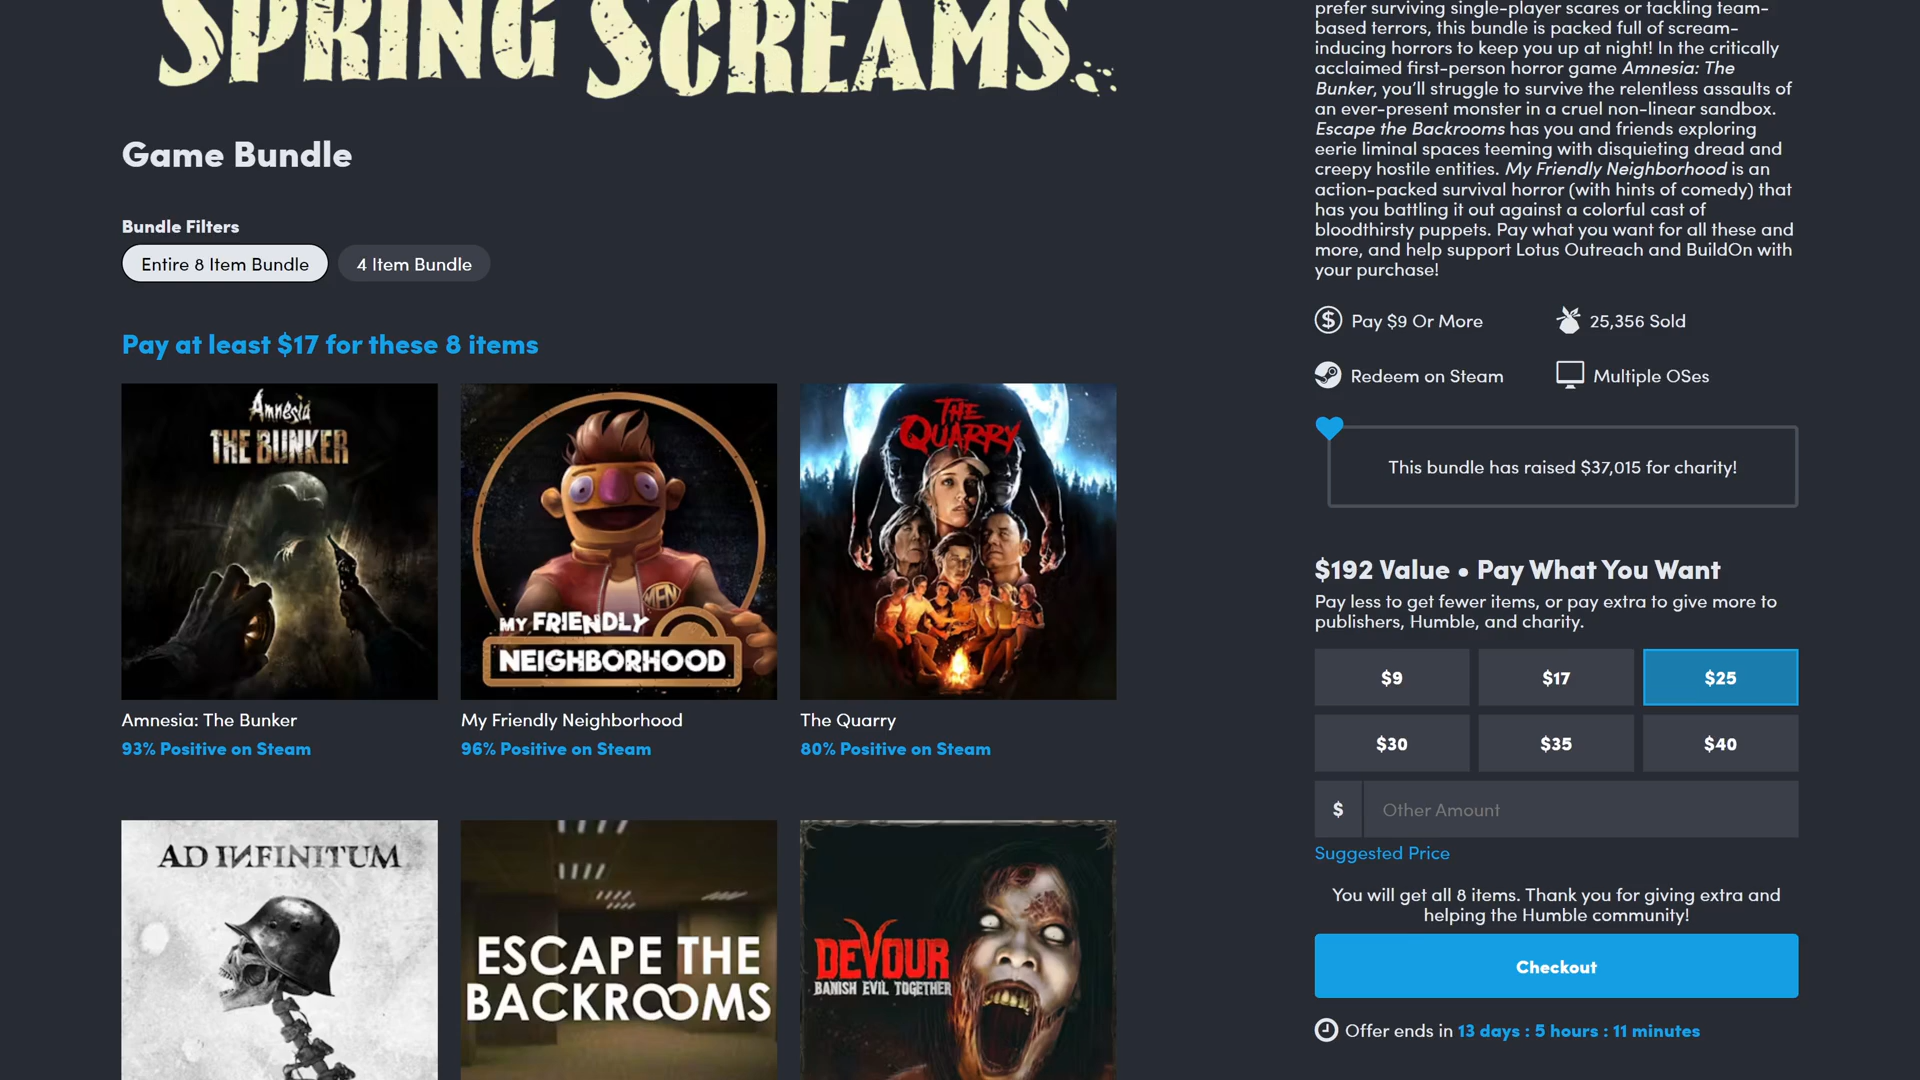 SPRING SCREAMS
Game Bundle
Bundle Filters
Entire 8 Item Bundle
4 Item Bundle
Pay at least $17 for these 8 items
Amnesia
THE BUNKER
MFN
MY FRIENDLY
NEIGHBORHOOD
THE
QUARRY
Amnesia: The Bunker
93% Positive on Steam
My Friendly Neighborhood
96% Positive on Steam
The Quarry
80% Positive on Steam
AD INFINITUM
ESCAPE THE
BACKROOMS
DEVOUR
BANISH EVIL TOGETHER
prefer surviving single-player scares or tackling team-
based terrors, this bundle is packed full of scream-
inducing horrors to keep you up at night! In the critically
acclaimed first-person horror game Amnesia: The
Bunker, you'll struggle to survive the relentless assaults of
an ever-present monster in a cruel non-linear sandbox.
Escape the Backrooms has you and friends exploring
eerie liminal spaces teeming with disquieting dread and
creepy hostile entities. My Friendly Neighborhood is an
action-packed survival horror (with hints of comedy) that
has you battling it out against a colorful cast of
bloodthirsty puppets. Pay what you want for all these and
more, and help support Lotus Outreach and BuildOn with
your purchase!
Pay $9 Or More
25,356 Sold
Redeem on Steam
Multiple OSes
This bundle has raised $37,015 for charity!
$192 Value • Pay What You Want
Pay less to get fewer items, or pay extra to give more to
publishers, Humble, and charity.
$9
$17
$25
$30
$35
$40
$
Other Amount
Suggested Price
You will get all 8 items. Thank you for giving extra and
helping the Humble community!
Checkout
Offer ends in 13 days : 5 hours : 11 minutes